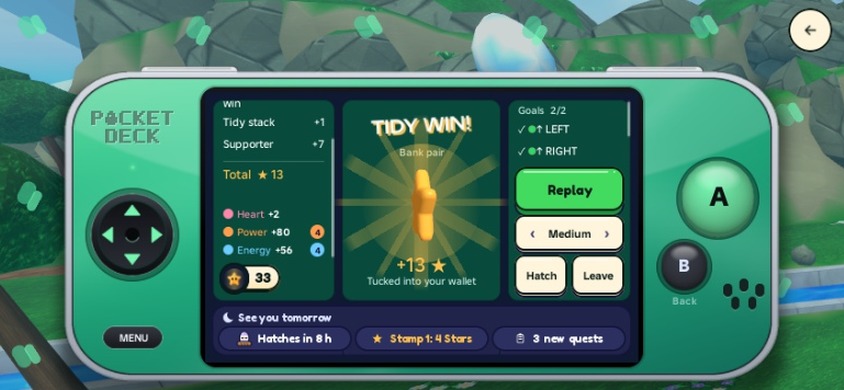 POCKET
DECK
win
Tidy stack +1
Supporter +7
Total ★ 13
Heart +2
Power +80 4
Energy +56 4
33
TIDY WIN!
Bank pair
+13 ★
Tucked into your wallet
Goals 2/2
✓ ↑ LEFT
✓ ↑ RIGHT
Replay
‹ Medium ›
Hatch Leave
See you tomorrow
Hatches in 8 h
★ Stamp 1: 4 Stars
3 new quests
MENU
A
B
Back